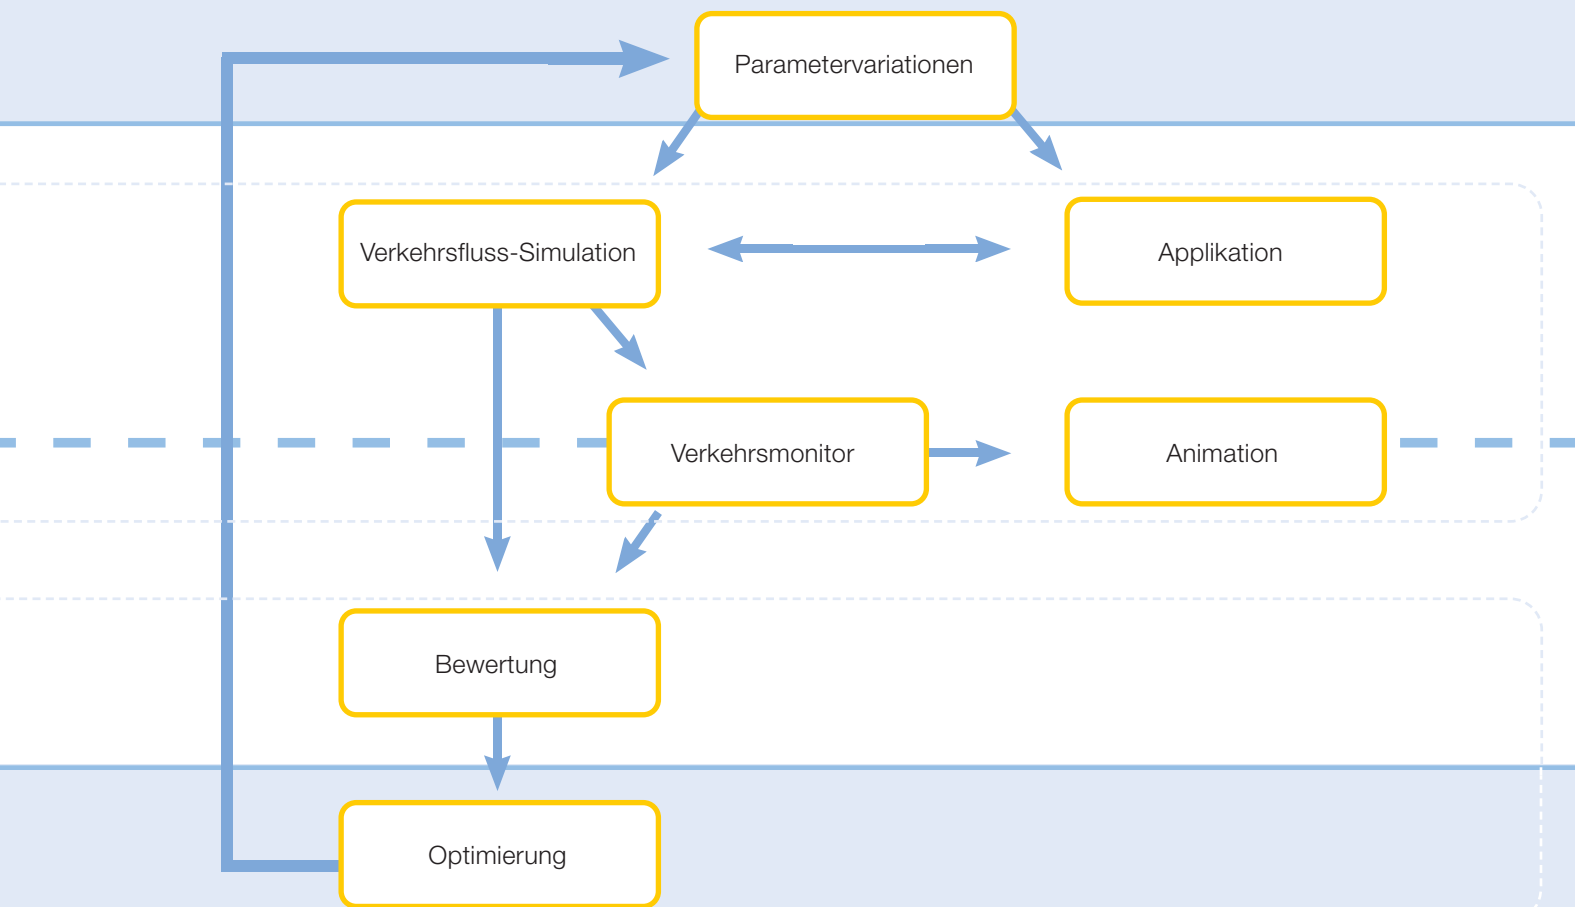 Parametervariationen
Verkehrsfluss-Simulation
Applikation
Verkehrsmonitor
Animation
Bewertung
Optimierung